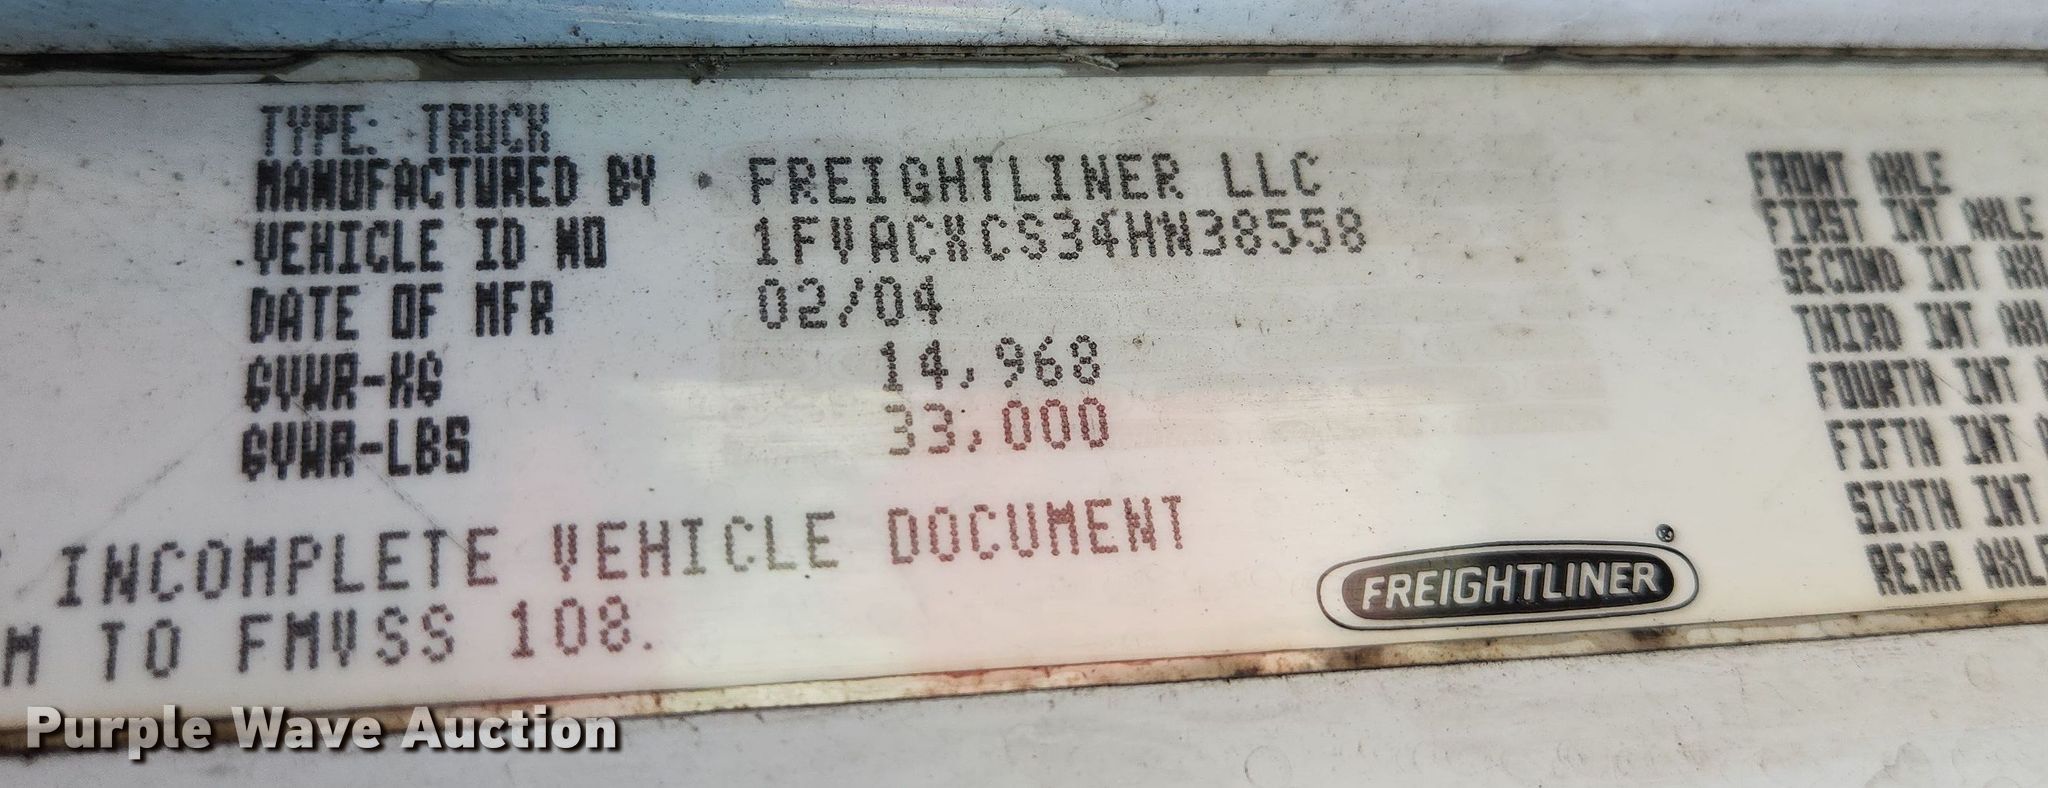 TYPE: TRUCK
MANUFACTURED BY FREIGHTLINER LLC
VEHICLE ID NO 1FVACXCS34HN38558
DATE OF MFR 02/04
GVWR-KG 14,968
GVWR-LBS 33,000
INCOMPLETE VEHICLE DOCUMENT
M TO FMVSS 108.
FREIGHTLINER®
FRONT AXLE
FIRST INT AXLE
SECOND INT AXL
THIRD INT AXL
FOURTH INT
FIFTH INT
SIXTH INT
REAR AXLE
Purple Wave Auction